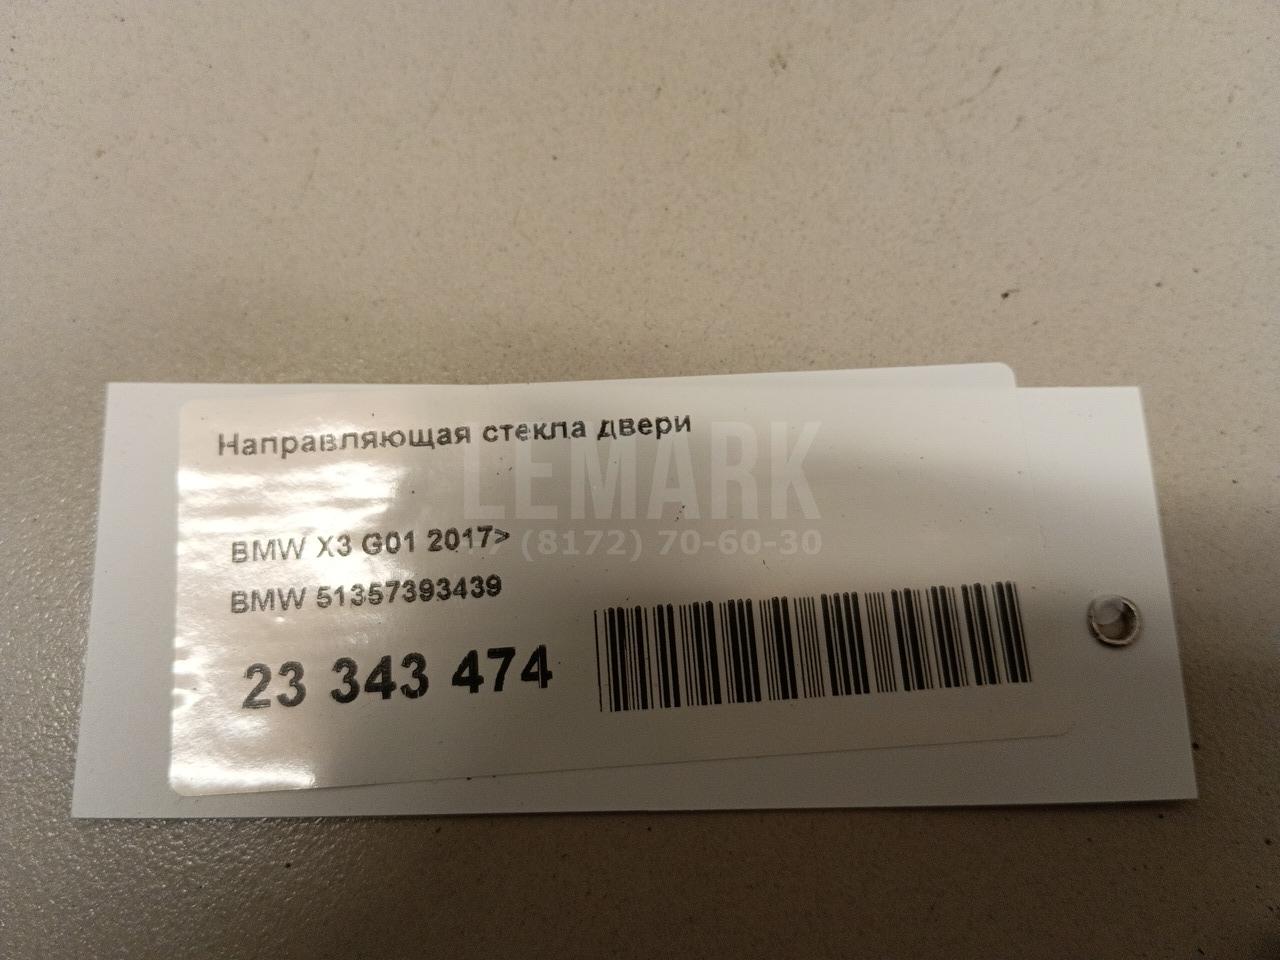 Направляющая стекла двери
LEMARK
BMW X3 G01 2017>
(8172) 70-60-30
BMW 51357393439
23 343 474